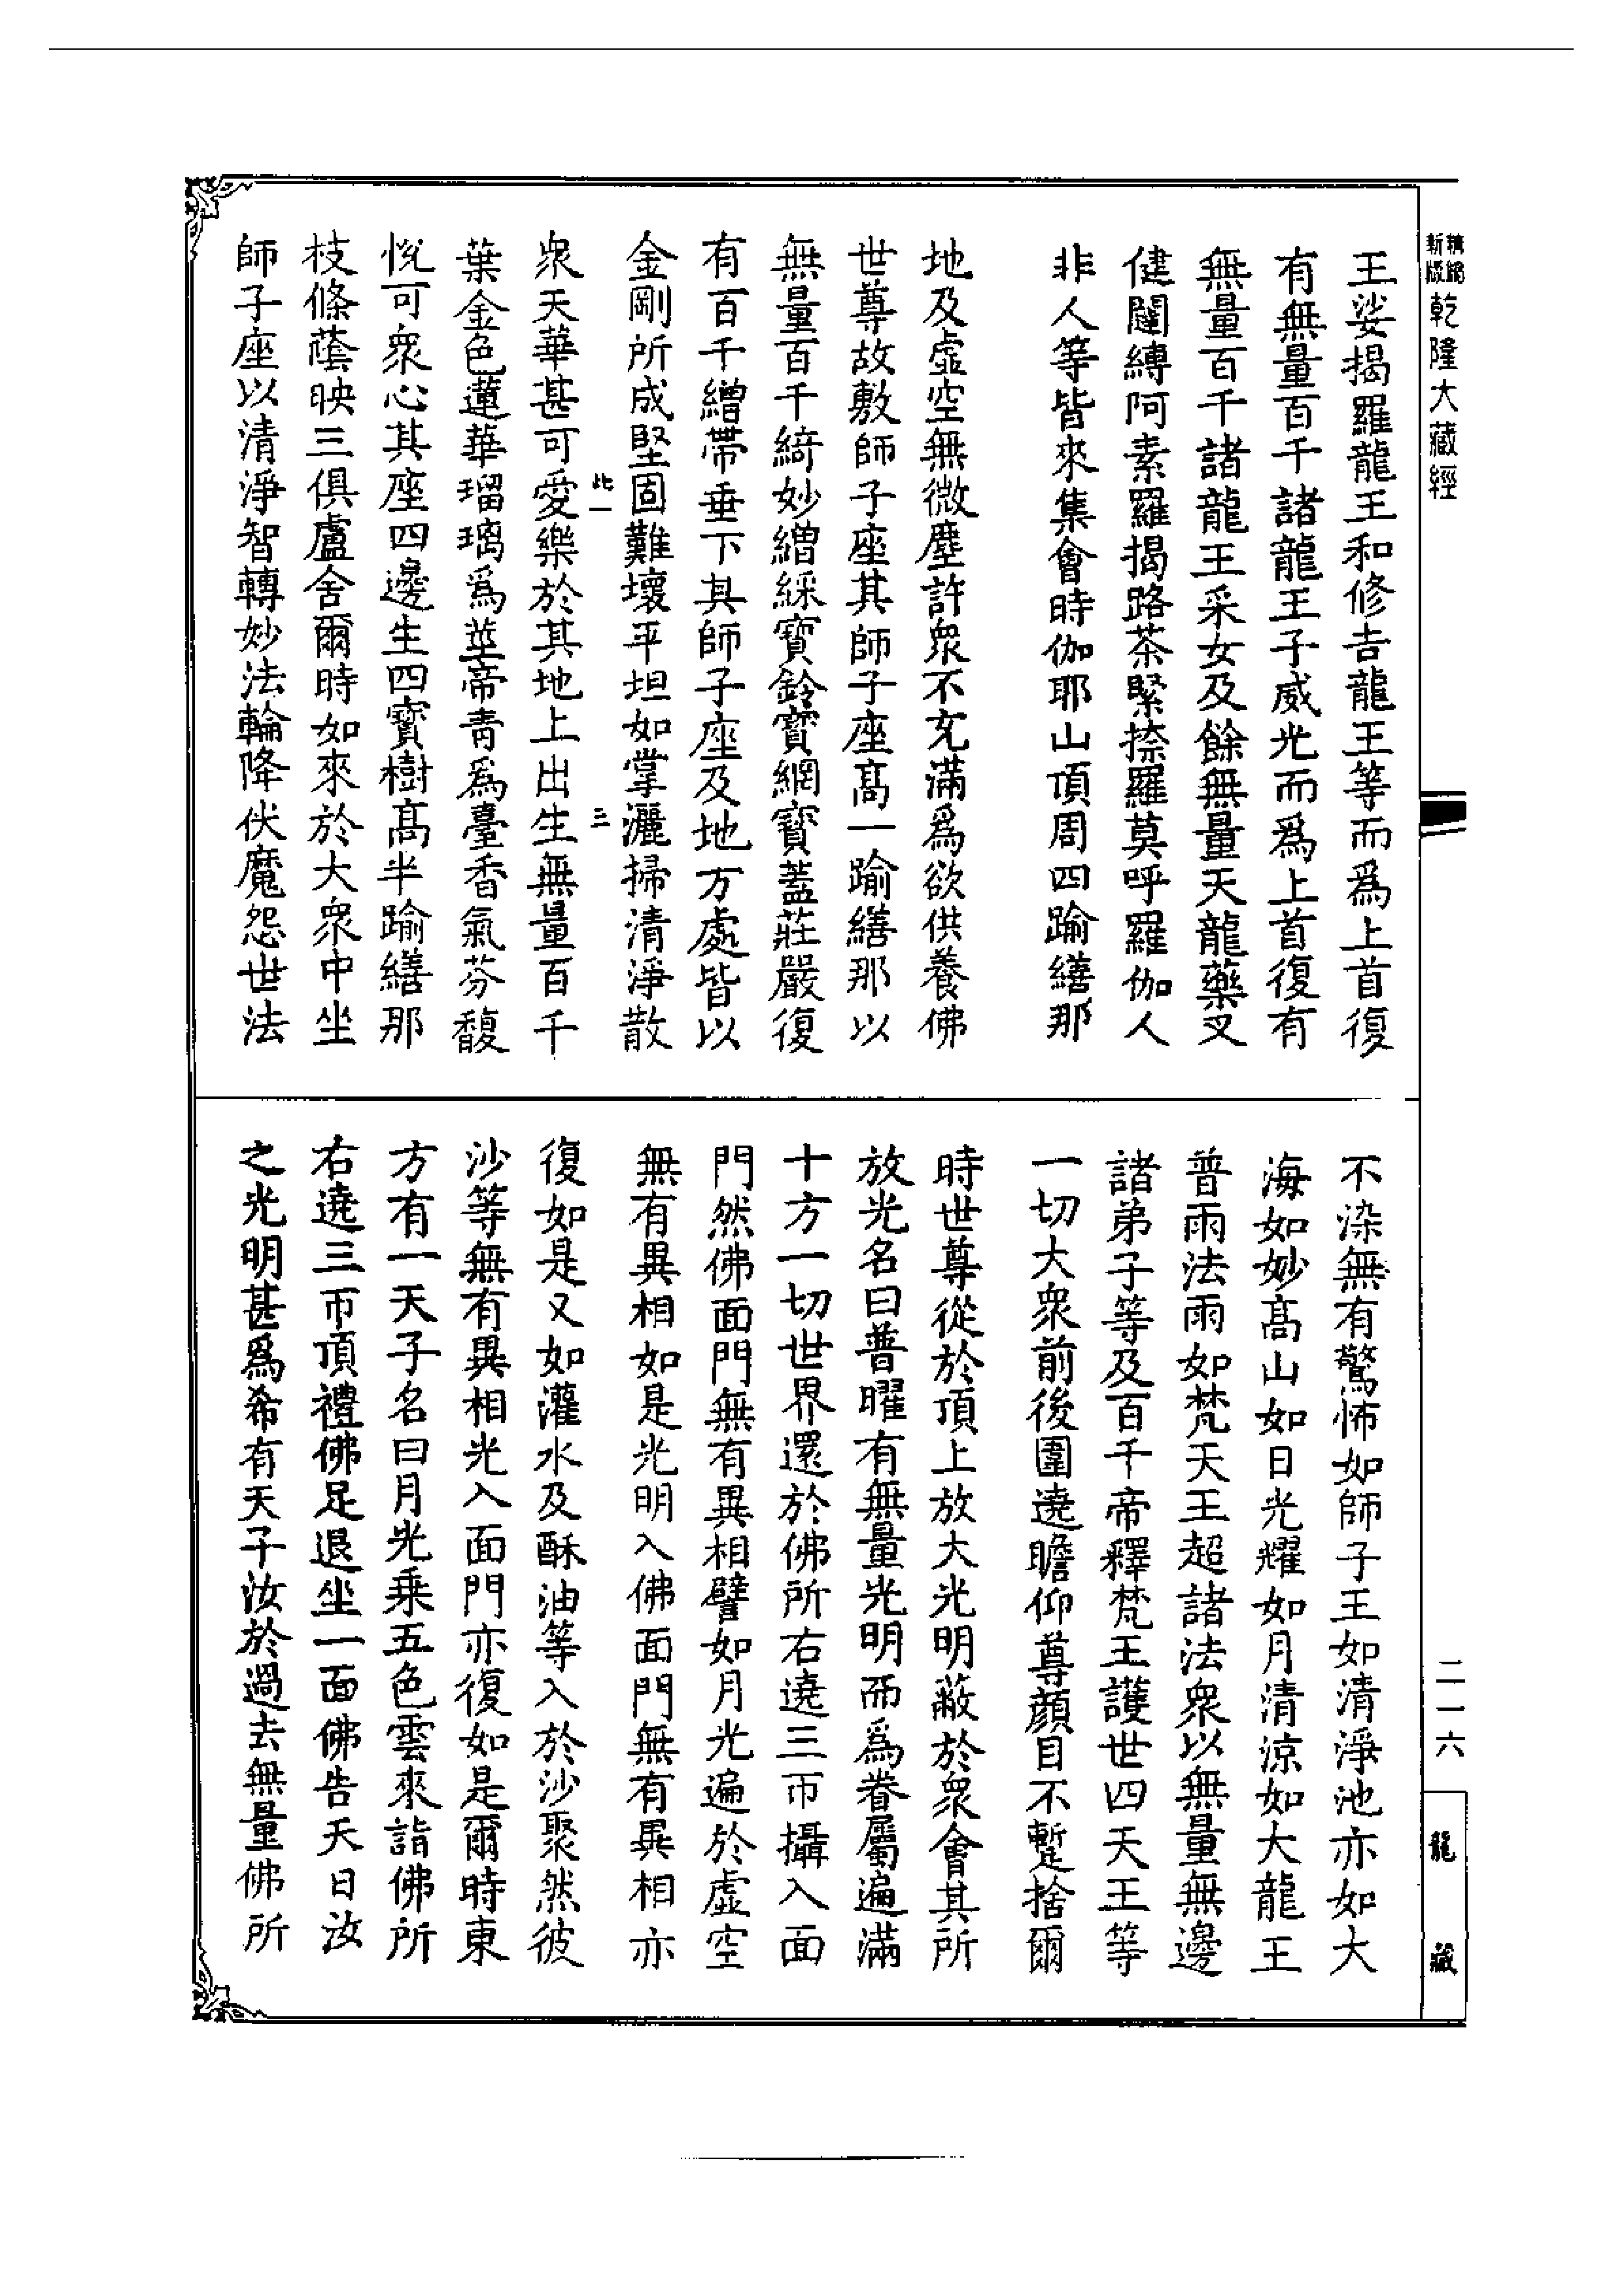 精縮新版乾隆大藏經
王娑揭羅龍王和修吉龍王等而爲上首復
有無量百千諸龍王子威光而爲上首復有
無量百千諸龍王采女及餘無量天龍藥叉
健闥縛阿素羅揭路茶緊捺羅莫呼羅伽人
非人等皆來集會時伽耶山頂周四踰繕那
地及虛空無微塵許衆不充滿爲欲供養佛
世尊故敷師子座其師子座高一踰繕那以
無量百千綺妙繒綵寶鈴寶網寶蓋莊嚴復
有百千繒帶垂下其師子座及地方處皆以
金剛所成堅固難壞平坦如掌灑掃清淨散
此一 三
衆天華甚可愛樂於其地上出生無量百千
葉金色蓮華瑠璃爲莖帝青爲臺香氣芬馥
悅可衆心其座四邊生四寶樹高半踰繕那
枝條蔭映三俱盧舍爾時如來於大衆中坐
師子座以清淨智轉妙法輪降伏魔怨世法
不染無有驚怖如師子王如清淨池亦如大
海如妙高山如日光耀如月清涼如大龍王
普雨法雨如梵天王超諸法衆以無量無邊
諸弟子等及百千帝釋梵王護世四天王等
一切大衆前後圍遶瞻仰尊顏目不暫捨爾
時世尊從於頂上放大光明蔽於衆會其所
放光名曰普曜有無量光明而爲眷屬遍滿
十方一切世界還於佛所右遶三帀攝入面
門然佛面門無有異相譬如月光遍於虛空
無有異相如是光明入佛面門無有異相亦
復如是又如灌水及酥油等入於沙聚然彼
沙等無有異相光入面門亦復如是爾時東
方有一天子名曰月光乘五色雲來詣佛所
右遶三帀頂禮佛足退坐一面佛告天曰汝
之光明甚爲希有天子汝於過去無量佛所
二一六
龍藏